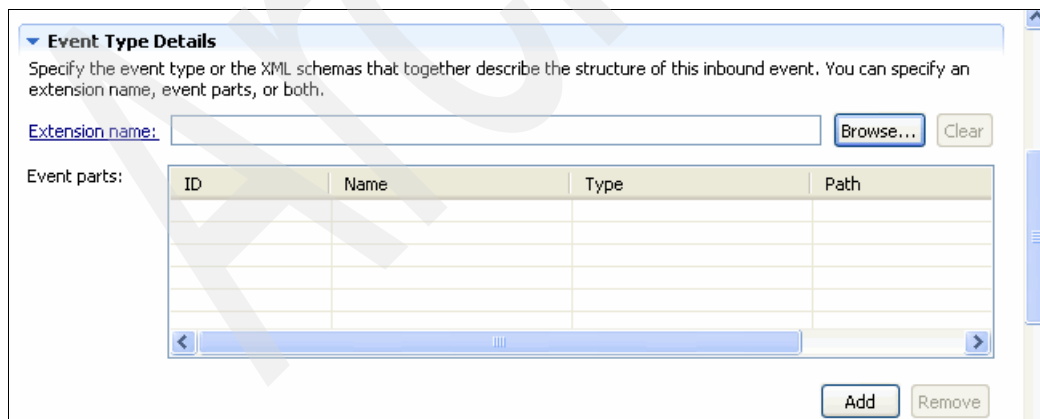 Event Type Details
Specify the event type or the XML schemas that together describe the structure of this inbound event. You can specify an
extension name, event parts, or both.
Extension name: Browse... Clear
Event parts: ID Name Type Path
Add Remove